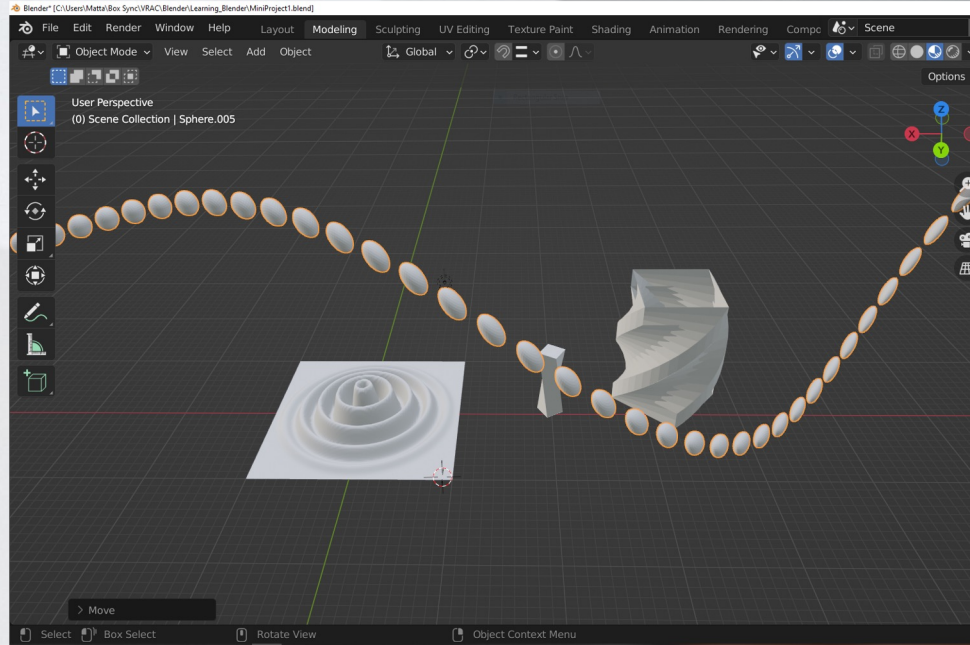 Blender* [C:\Users\Matta\Box Sync\VRAC\Blender\Learning_Blender\MiniProject1.blend]
File Edit Render Window Help Layout Modeling Sculpting UV Editing Texture Paint Shading Animation Rendering Compo Scene
Object Mode View Select Add Object Global
Options
User Perspective
(0) Scene Collection | Sphere.005
Z
X
Y
> Move
Select Box Select Rotate View Object Context Menu